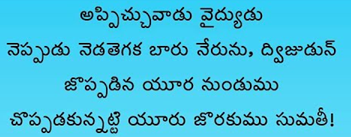 అప్పిచ్చువాడు వైద్యుడు
నెప్పుడు నెడతెగక బారు నేరును, ద్విజుడున్
జొప్పడిన యూర నుండుము
చొప్పడకున్నట్టి యూరు జొరకుము సుమతీ!